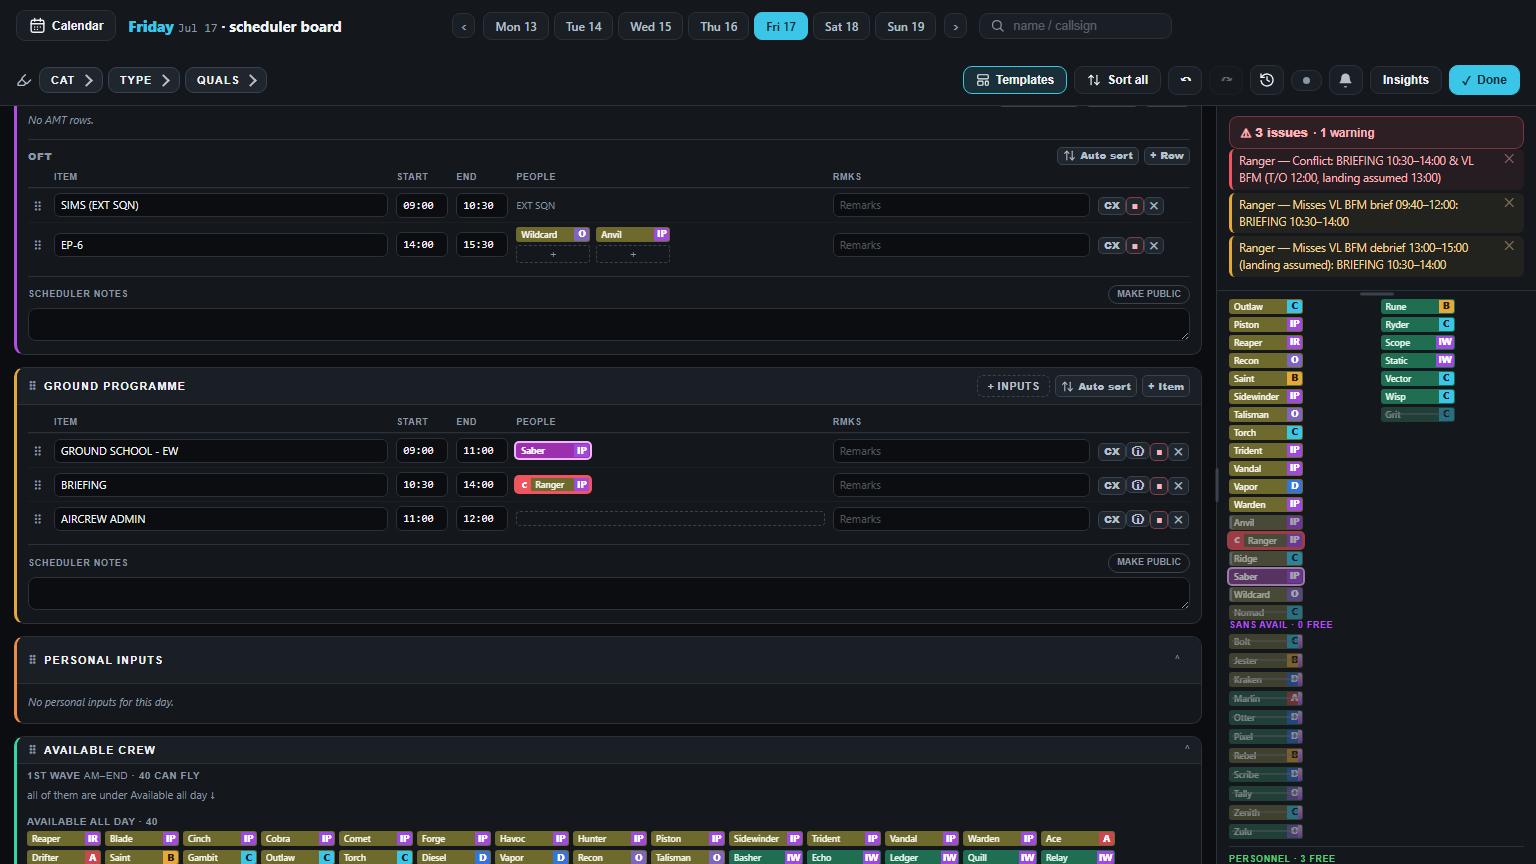 Calendar
Friday Jul 17 · scheduler board
‹ Mon 13 Tue 14 Wed 15 Thu 16 Fri 17 Sat 18 Sun 19 ›
name / callsign
CAT TYPE QUALS
Templates Sort all Insights ✓ Done
No AMT rows.
OFT Auto sort + Row
ITEM START END PEOPLE RMKS
SIMS (EXT SQN) 09:00 10:30 EXT SQN Remarks CX
EP-6 14:00 15:30 Wildcard O Anvil IP Remarks CX
+ +
SCHEDULER NOTES MAKE PUBLIC
GROUND PROGRAMME + INPUTS Auto sort + Item
ITEM START END PEOPLE RMKS
GROUND SCHOOL - EW 09:00 11:00 Saber IP Remarks CX
BRIEFING 10:30 14:00 C Ranger IP Remarks CX
AIRCREW ADMIN 11:00 12:00 Remarks CX
SCHEDULER NOTES MAKE PUBLIC
PERSONAL INPUTS
No personal inputs for this day.
AVAILABLE CREW
1ST WAVE AM–END · 40 CAN FLY
all of them are under Available all day ↓
AVAILABLE ALL DAY · 40
Reaper IR Blade IP Cinch IP Cobra IP Comet IP Forge IP Havoc IP Hunter IP Piston IP Sidewinder IP Trident IP Vandal IP Warden IP Ace A
Drifter A Saint B Gambit C Outlaw C Torch C Diesel D Vapor D Recon O Talisman O Basher IW Echo IW Ledger IW Quill IW Relay IW
⚠ 3 issues · 1 warning
Ranger — Conflict: BRIEFING 10:30–14:00 & VL
BFM (T/O 12:00, landing assumed 13:00)
Ranger — Misses VL BFM brief 09:40–12:00:
BRIEFING 10:30–14:00
Ranger — Misses VL BFM debrief 13:00–15:00
(landing assumed): BRIEFING 10:30–14:00
Outlaw C Rune B
Piston IP Ryder C
Reaper IR Scope IW
Recon O Static IW
Saint B Vector C
Sidewinder IP Wisp C
Talisman O Grit C
Torch C
Trident IP
Vandal IP
Vapor D
Warden IP
Anvil IP
C Ranger IP
Ridge C
Saber IP
Wildcard O
Nomad C
SANS AVAIL · 0 FREE
Bolt C
Jester B
Kraken D
Marlin A
Otter D
Pixel D
Rebel B
Scribe D
Tally O
Zenith C
Zulu O
PERSONNEL · 3 FREE